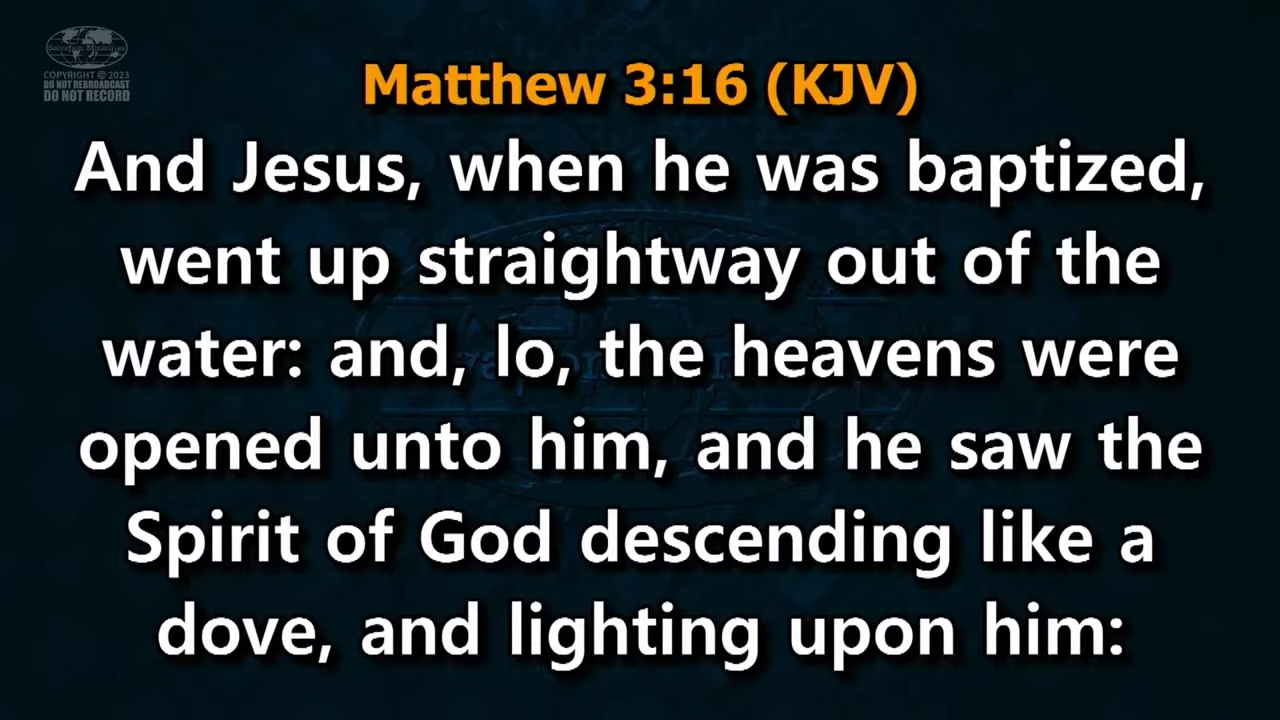 Salvation Ministries
COPYRIGHT © 2023
DO NOT REBROADCAST
DO NOT RECORD
Matthew 3:16 (KJV)
And Jesus, when he was baptized,
went up straightway out of the
water: and, lo, the heavens were
opened unto him, and he saw the
Spirit of God descending like a
dove, and lighting upon him: